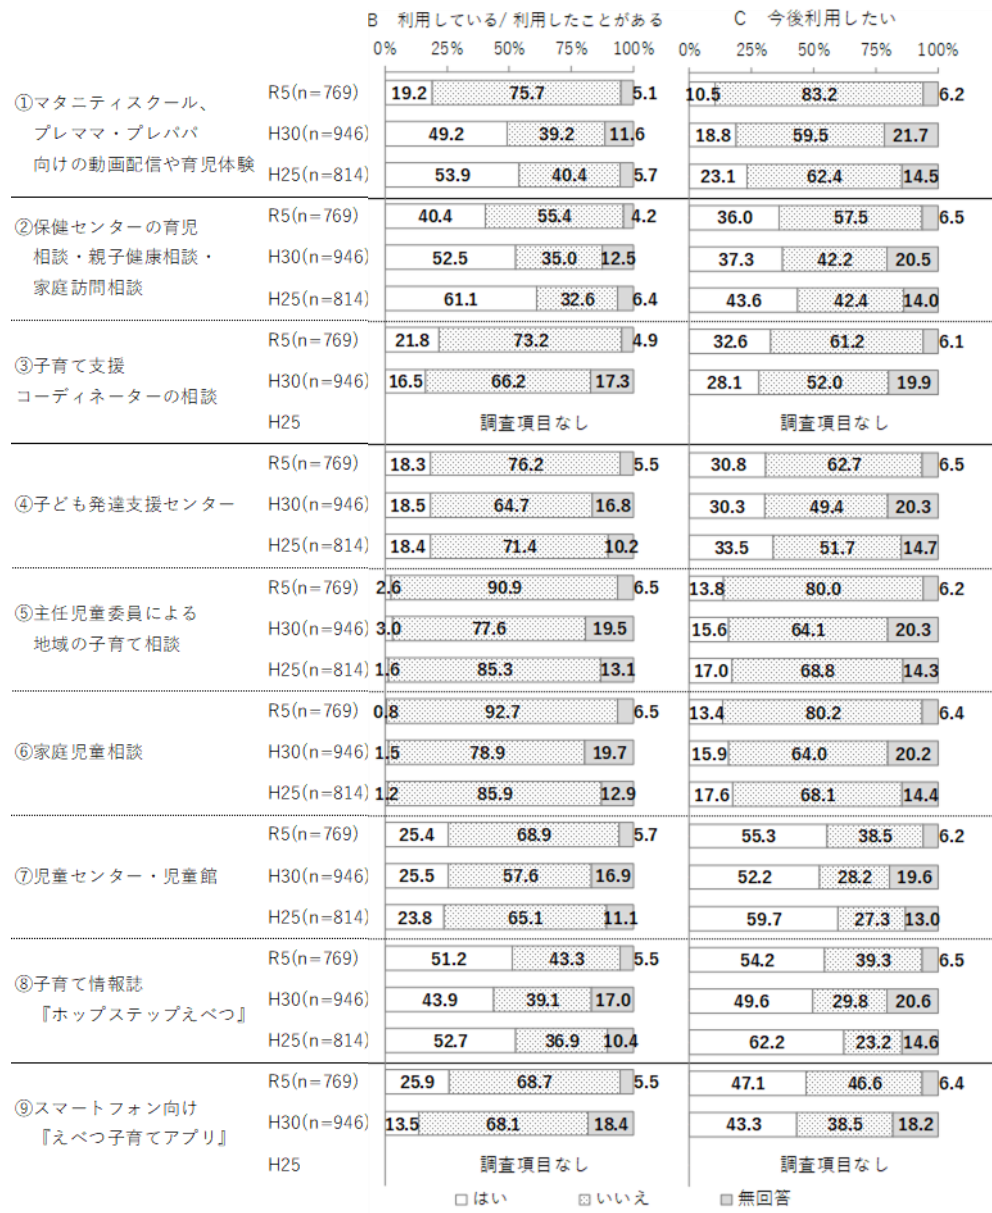 B 利用している/ 利用したことがある C 今後利用したい
0% 25% 50% 75% 100% 0% 25% 50% 75% 100%
①マタニティスクール、
プレママ・プレパパ
向けの動画配信や育児体験
R5(n=769) 19.2 75.7 5.1 10.5 83.2 6.2
H30(n=946) 49.2 39.2 11.6 18.8 59.5 21.7
H25(n=814) 53.9 40.4 5.7 23.1 62.4 14.5
②保健センターの育児
相談・親子健康相談・
家庭訪問相談
R5(n=769) 40.4 55.4 4.2 36.0 57.5 6.5
H30(n=946) 52.5 35.0 12.5 37.3 42.2 20.5
H25(n=814) 61.1 32.6 6.4 43.6 42.4 14.0
③子育て支援
コーディネーターの相談
R5(n=769) 21.8 73.2 4.9 32.6 61.2 6.1
H30(n=946) 16.5 66.2 17.3 28.1 52.0 19.9
H25 調査項目なし 調査項目なし
④子ども発達支援センター
R5(n=769) 18.3 76.2 5.5 30.8 62.7 6.5
H30(n=946) 18.5 64.7 16.8 30.3 49.4 20.3
H25(n=814) 18.4 71.4 10.2 33.5 51.7 14.7
⑤主任児童委員による
地域の子育て相談
R5(n=769) 2.6 90.9 6.5 13.8 80.0 6.2
H30(n=946) 3.0 77.6 19.5 15.6 64.1 20.3
H25(n=814) 1.6 85.3 13.1 17.0 68.8 14.3
⑥家庭児童相談
R5(n=769) 0.8 92.7 6.5 13.4 80.2 6.4
H30(n=946) 1.5 78.9 19.7 15.9 64.0 20.2
H25(n=814) 1.2 85.9 12.9 17.6 68.1 14.4
⑦児童センター・児童館
R5(n=769) 25.4 68.9 5.7 55.3 38.5 6.2
H30(n=946) 25.5 57.6 16.9 52.2 28.2 19.6
H25(n=814) 23.8 65.1 11.1 59.7 27.3 13.0
⑧子育て情報誌
『ホップステップえべつ』
R5(n=769) 51.2 43.3 5.5 54.2 39.3 6.5
H30(n=946) 43.9 39.1 17.0 49.6 29.8 20.6
H25(n=814) 52.7 36.9 10.4 62.2 23.2 14.6
⑨スマートフォン向け
『えべつ子育てアプリ』
R5(n=769) 25.9 68.7 5.5 47.1 46.6 6.4
H30(n=946) 13.5 68.1 18.4 43.3 38.5 18.2
H25 調査項目なし 調査項目なし
はい いいえ 無回答